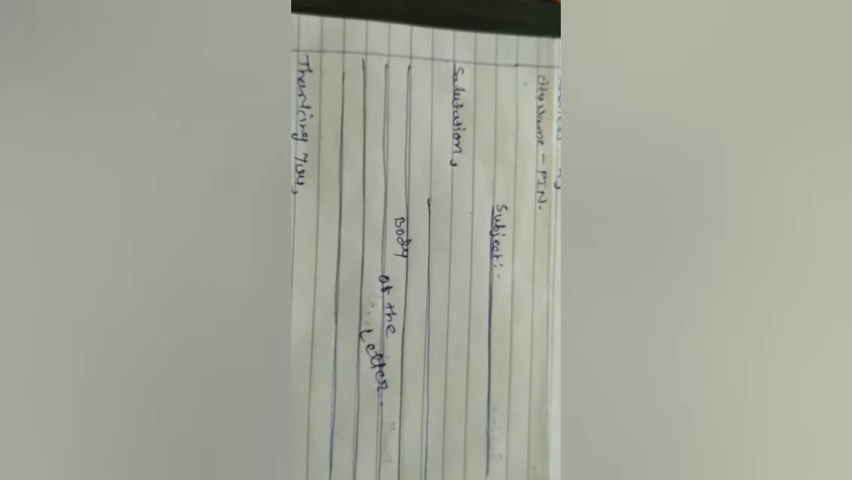 city Name - PIN.
Subject:-
Salutation,
Body
of the
Letter.
Thanking You,